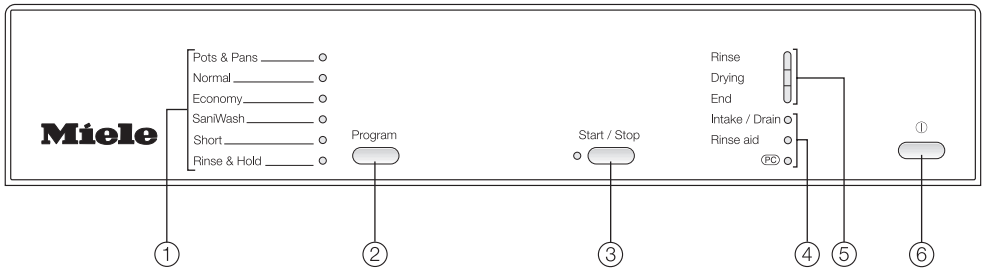 Miele
Pots & Pans
Normal
Economy
SaniWash
Short
Rinse & Hold
Program
Start / Stop
Rinse
Drying
End
Intake / Drain
Rinse aid
PC
1
2
3
4
5
6